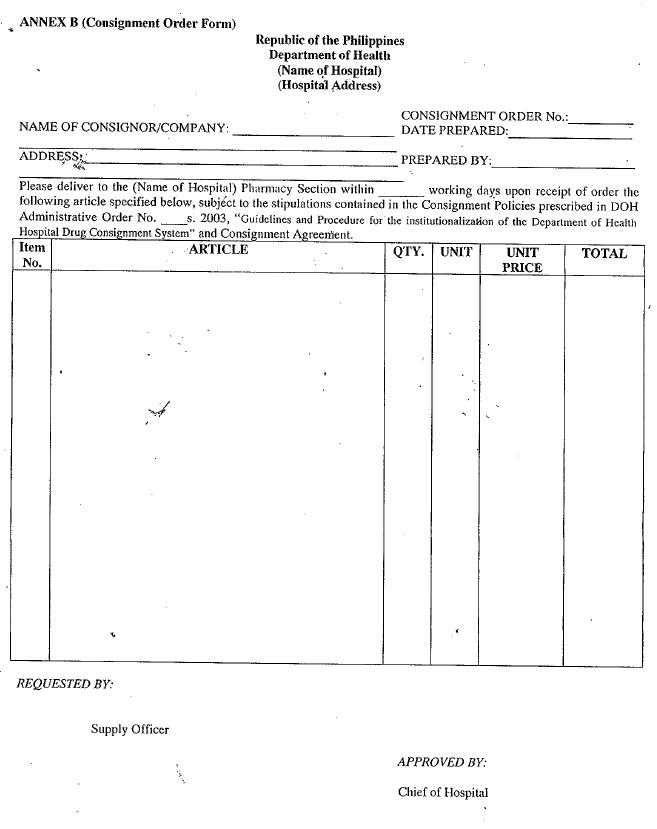 ANNEX B (Consignment Order Form)
Republic of the Philippines
Department of Health
(Name of Hospital)
(Hospital Address)
CONSIGNMENT ORDER No.:_______
NAME OF CONSIGNOR/COMPANY: _______ DATE PREPARED:_______
ADDRESS:_______ PREPARED BY:_______
Please deliver to the (Name of Hospital) Pharmacy Section within _______ working days upon receipt of order the
following article specified below, subject to the stipulations contained in the Consignment Policies prescribed in DOH
Administrative Order No. ____s. 2003, “Guidelines and Procedure for the institutionalization of the Department of Health
Hospital Drug Consignment System” and Consignment Agreement.
Item No. ARTICLE QTY. UNIT UNIT PRICE TOTAL
REQUESTED BY:
Supply Officer
APPROVED BY:
Chief of Hospital